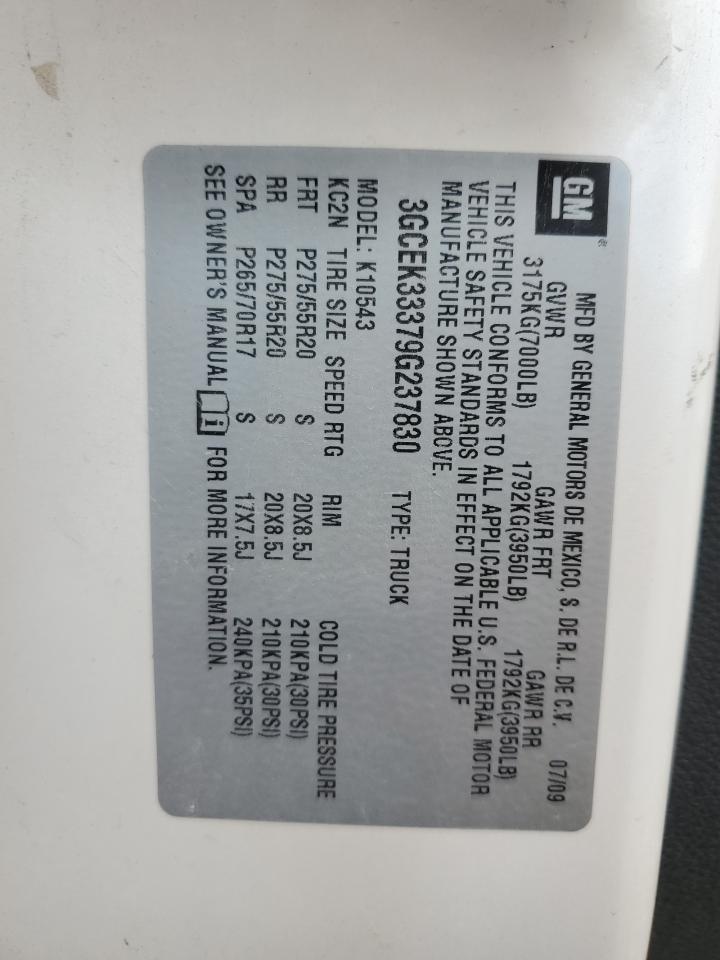 GM®
MFD BY GENERAL MOTORS DE MEXICO, S. DE R.L. DE C.V. 07/09
GVWR GAWR FRT GAWR RR
3175KG(7000LB) 1792KG(3950LB) 1792KG(3950LB)
THIS VEHICLE CONFORMS TO ALL APPLICABLE U.S. FEDERAL MOTOR
VEHICLE SAFETY STANDARDS IN EFFECT ON THE DATE OF
MANUFACTURE SHOWN ABOVE.
3GCEK33379G237830 TYPE: TRUCK
MODEL: K10543
KC2N TIRE SIZE SPEED RTG RIM COLD TIRE PRESSURE
FRT P275/55R20 S 20X8.5J 210KPA(30PSI)
RR P275/55R20 S 20X8.5J 210KPA(30PSI)
SPA P265/70R17 S 17X7.5J 240KPA(35PSI)
SEE OWNER'S MANUAL i FOR MORE INFORMATION.